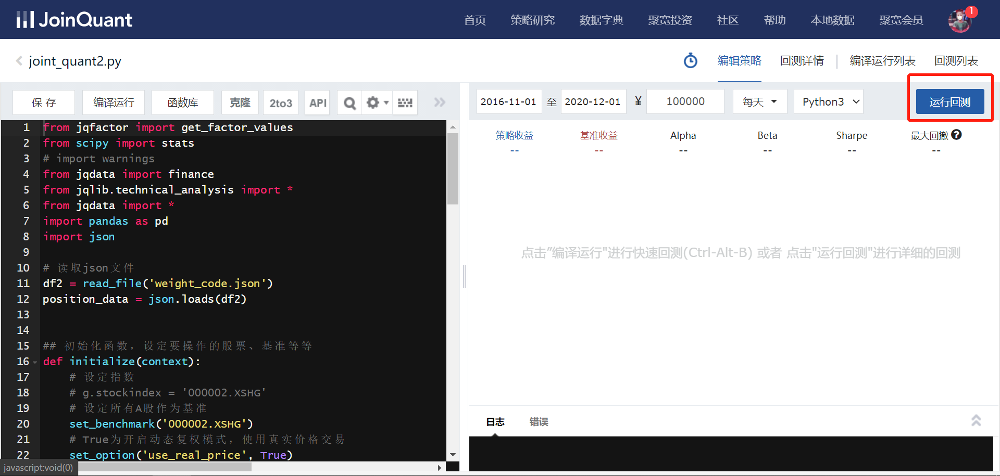 JoinQuant
首页 策略研究 数据字典 聚宽投资 社区 帮助 本地数据 聚宽会员 1
joint_quant2.py
编辑策略 回测详情 编译运行列表 回测列表
保 存 编译运行 函数库 克隆 2to3 API
2016-11-01 至 2020-12-01 ¥ 100000 每天 Python3 运行回测
策略收益 基准收益 Alpha Beta Sharpe 最大回撤 ?
-- -- -- -- -- --
点击"编译运行"进行快速回测(Ctrl-Alt-B) 或者 点击"运行回测"进行详细的回测
日志 错误
1 from jqfactor import get_factor_values
2 from scipy import stats
3 # import warnings
4 from jqdata import finance
5 from jqlib.technical_analysis import *
6 from jqdata import *
7 import pandas as pd
8 import json
9
10 # 读取json文件
11 df2 = read_file('weight_code.json')
12 position_data = json.loads(df2)
13
14
15 ## 初始化函数，设定要操作的股票、基准等等
16 def initialize(context):
17     # 设定指数
18     # g.stockindex = '000002.XSHG'
19     # 设定所有A股作为基准
20     set_benchmark('000002.XSHG')
21     # True为开启动态复权模式，使用真实价格交易
22     set_option('use_real_price', True)
javascript:void(0)